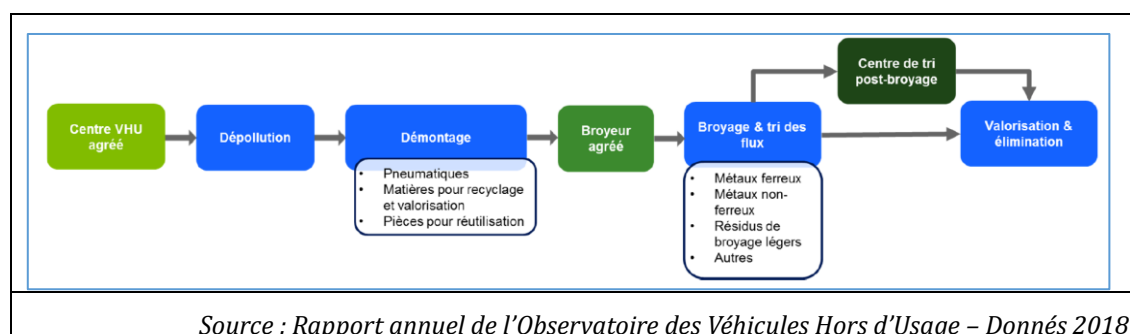 Centre de tri
post-broyage
Centre VHU
agréé
Dépollution
Démontage
Broyeur
agréé
Broyage & tri des
flux
Valorisation &
élimination
• Pneumatiques
• Matières pour recyclage
et valorisation
• Pièces pour réutilisation
• Métaux ferreux
• Métaux non-
ferreux
• Résidus de
broyage légers
• Autres
Source : Rapport annuel de l'Observatoire des Véhicules Hors d'Usage – Donnés 2018